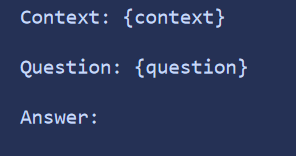 Context: {context}
Question: {question}
Answer: